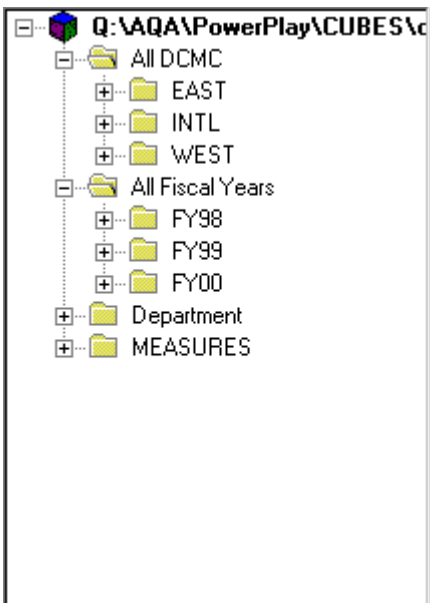 Q:\AQA\PowerPlay\CUBES\c
All DCMC
EAST
INTL
WEST
All Fiscal Years
FY98
FY99
FY00
Department
MEASURES